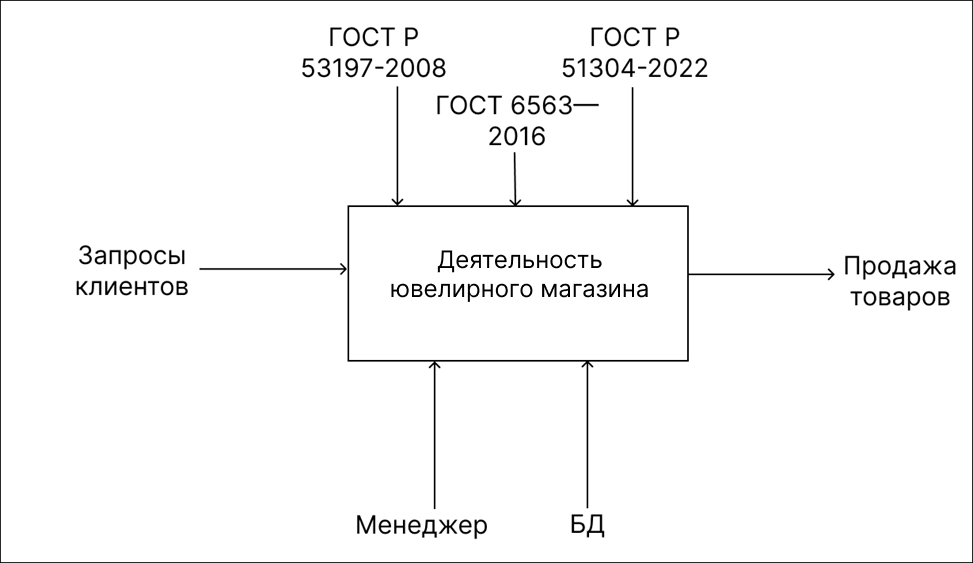 ГОСТ Р
53197-2008
ГОСТ Р
51304-2022
ГОСТ 6563—
2016
Запросы
клиентов
Деятельность
ювелирного магазина
Продажа
товаров
Менеджер
БД